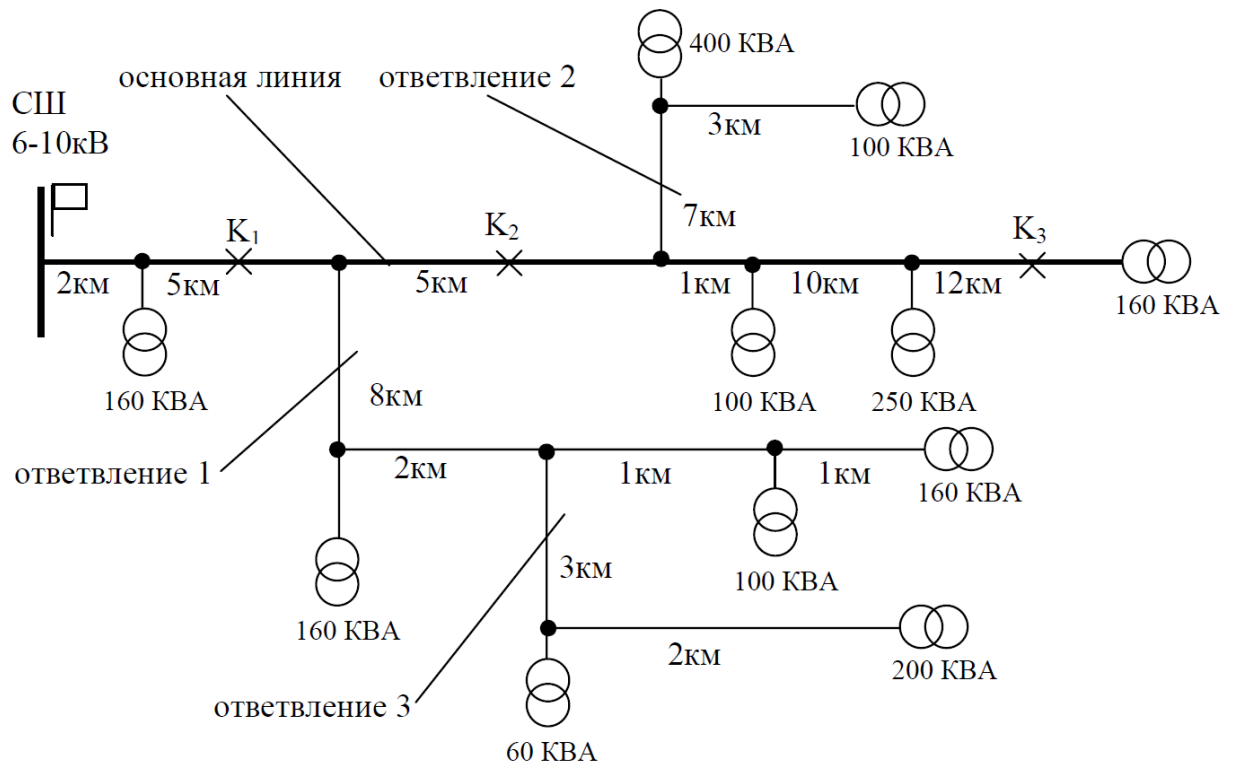 400 КВА
основная линия
ответвление 2
СШ
6-10кВ
3км
100 КВА
7км
K₁
K₂
K₃
2км
5км
5км
1км
10км
12км
160 КВА
160 КВА
100 КВА
250 КВА
8км
ответвление 1
2км
1км
1км
160 КВА
100 КВА
3км
160 КВА
2км
200 КВА
ответвление 3
60 КВА